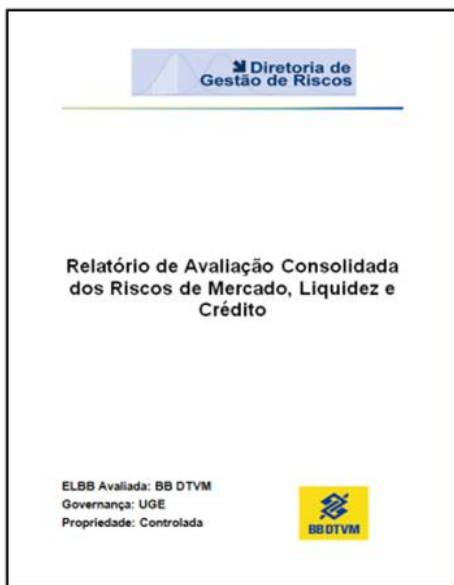 Diretoria de
Gestão de Riscos
Relatório de Avaliação Consolidada
dos Riscos de Mercado, Liquidez e
Crédito
ELBB Avaliada: BB DTVM
Governança: UGE
Propriedade: Controlada
BB DTVM